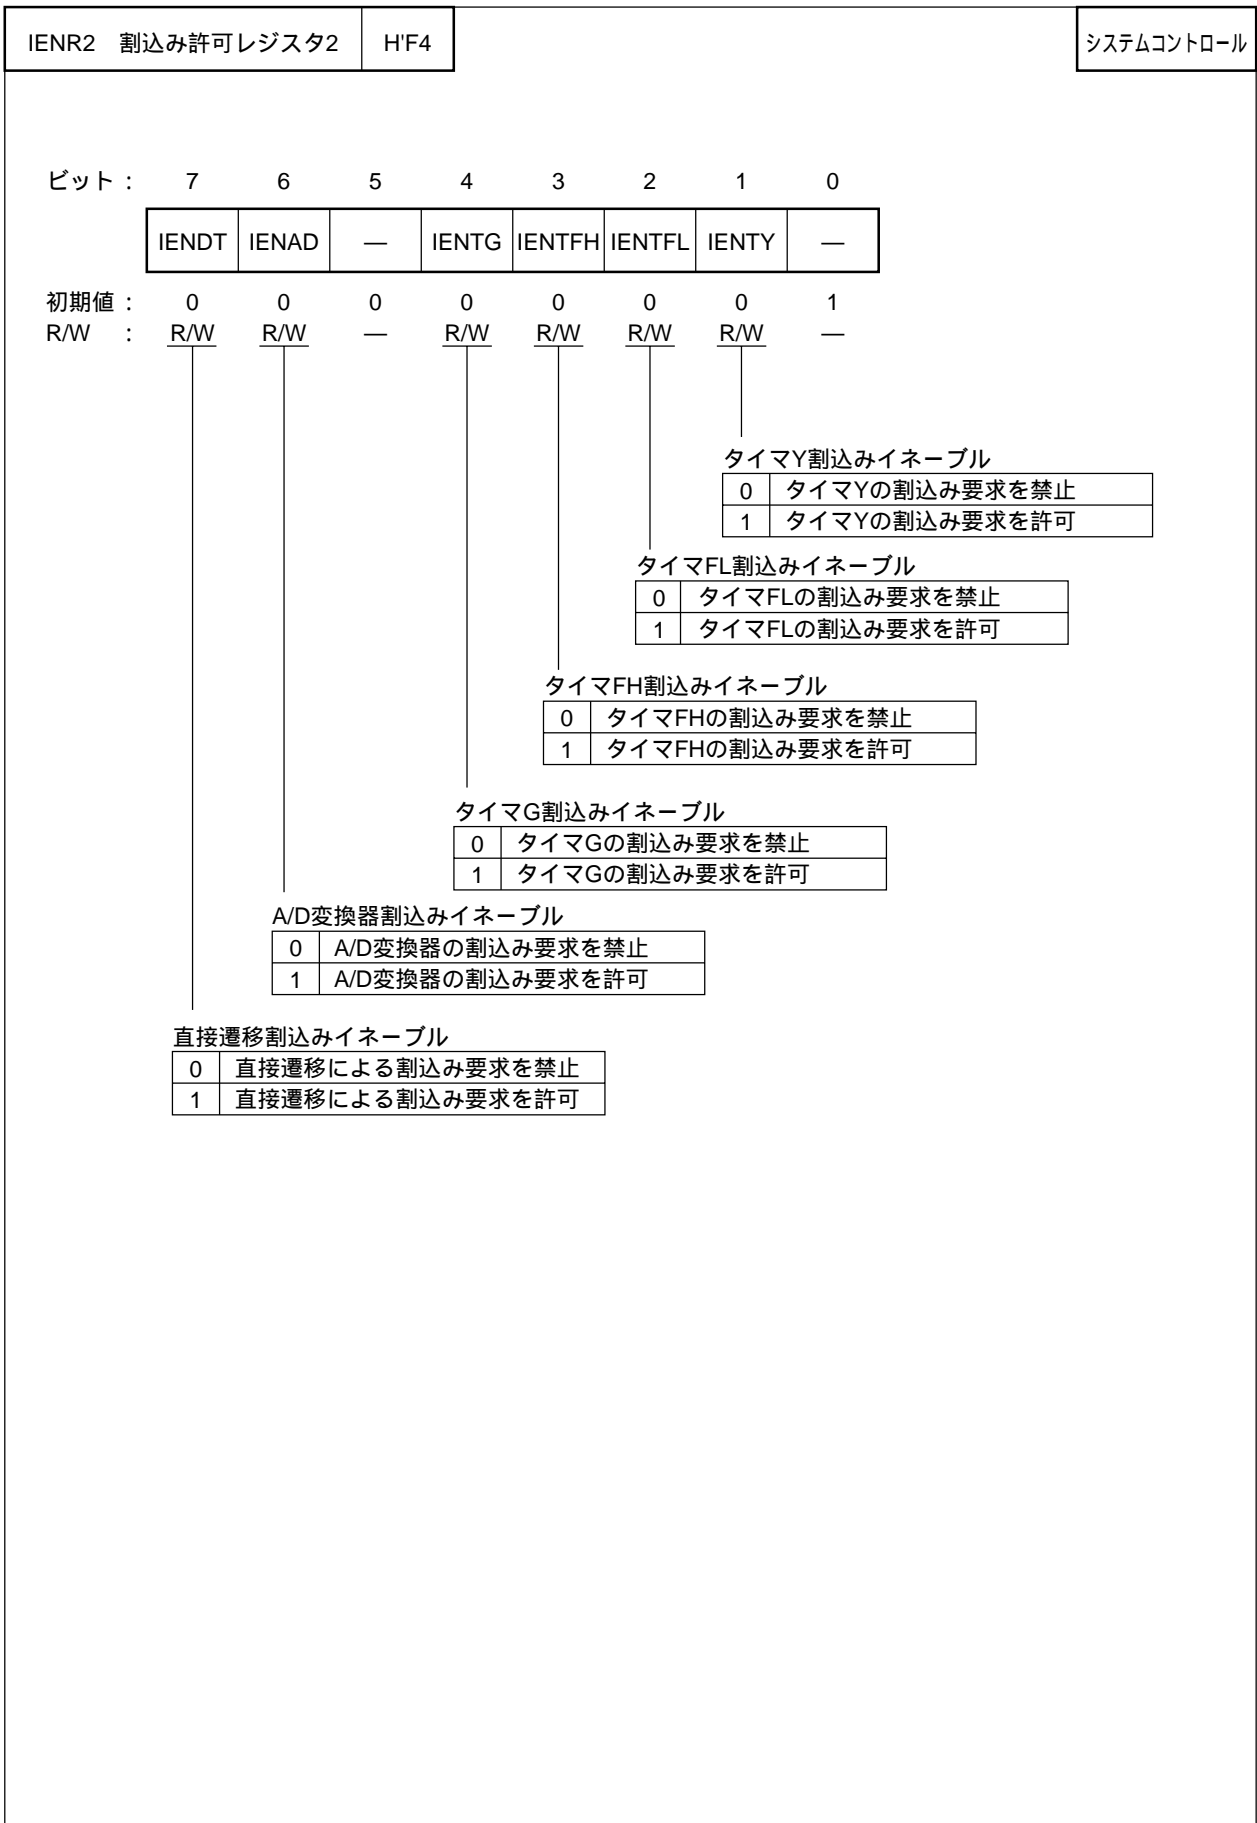 IENR2 割込み許可レジスタ2 H'F4 システムコントロール
ビット : 7 6 5 4 3 2 1 0
IENDT IENAD — IENTG IENTFH IENTFL IENTY —
初期値 : 0 0 0 0 0 0 0 1
R/W : R/W R/W — R/W R/W R/W R/W —
タイマY割込みイネーブル
0 タイマYの割込み要求を禁止
1 タイマYの割込み要求を許可
タイマFL割込みイネーブル
0 タイマFLの割込み要求を禁止
1 タイマFLの割込み要求を許可
タイマFH割込みイネーブル
0 タイマFHの割込み要求を禁止
1 タイマFHの割込み要求を許可
タイマG割込みイネーブル
0 タイマGの割込み要求を禁止
1 タイマGの割込み要求を許可
A/D変換器割込みイネーブル
0 A/D変換器の割込み要求を禁止
1 A/D変換器の割込み要求を許可
直接遷移割込みイネーブル
0 直接遷移による割込み要求を禁止
1 直接遷移による割込み要求を許可